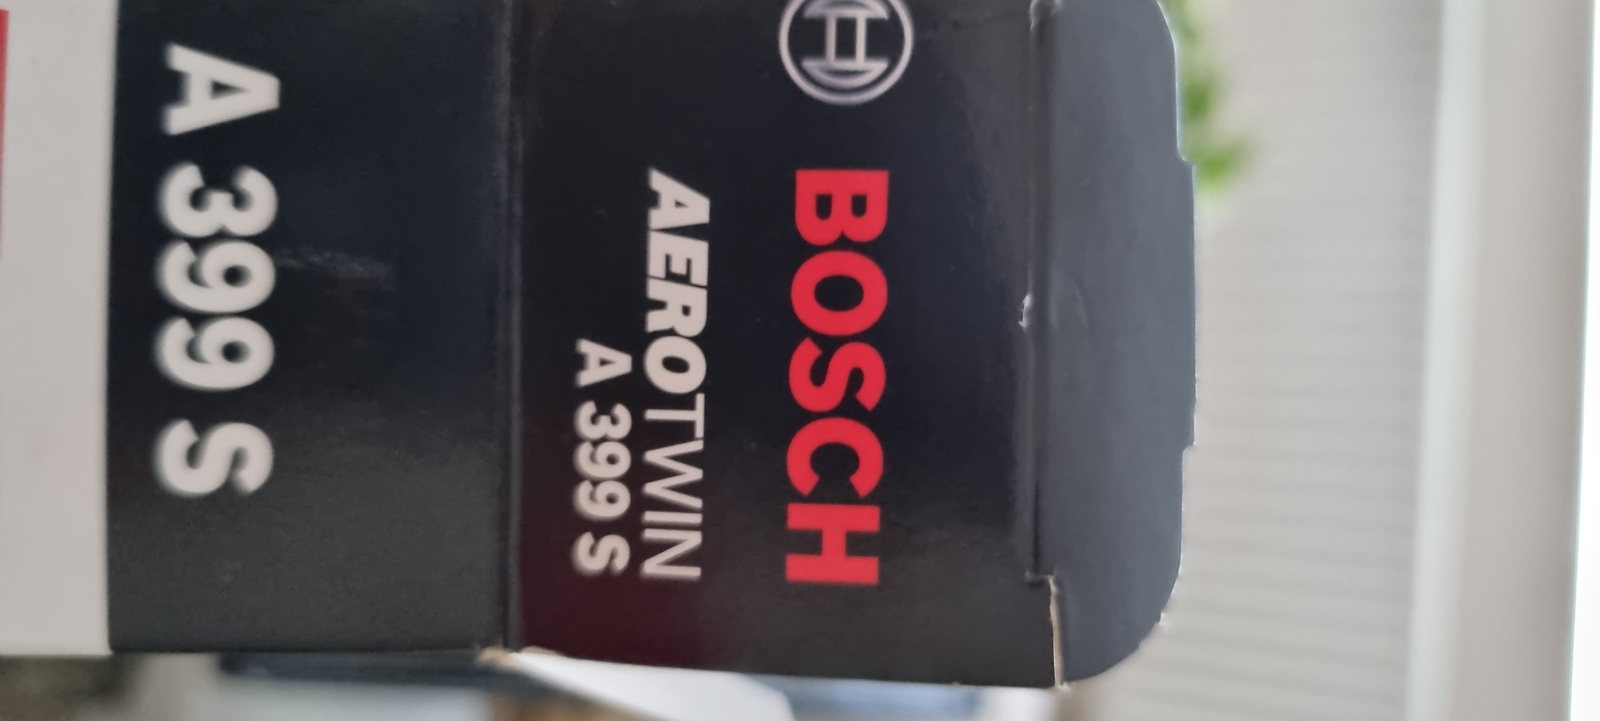 BOSCH
AEROTWIN
A 399 S
A 399 S